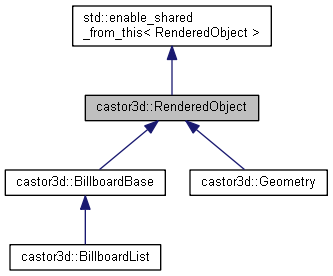 std::enable_shared
_from_this< RenderedObject >
castor3d::RenderedObject
castor3d::BillboardBase
castor3d::Geometry
castor3d::BillboardList